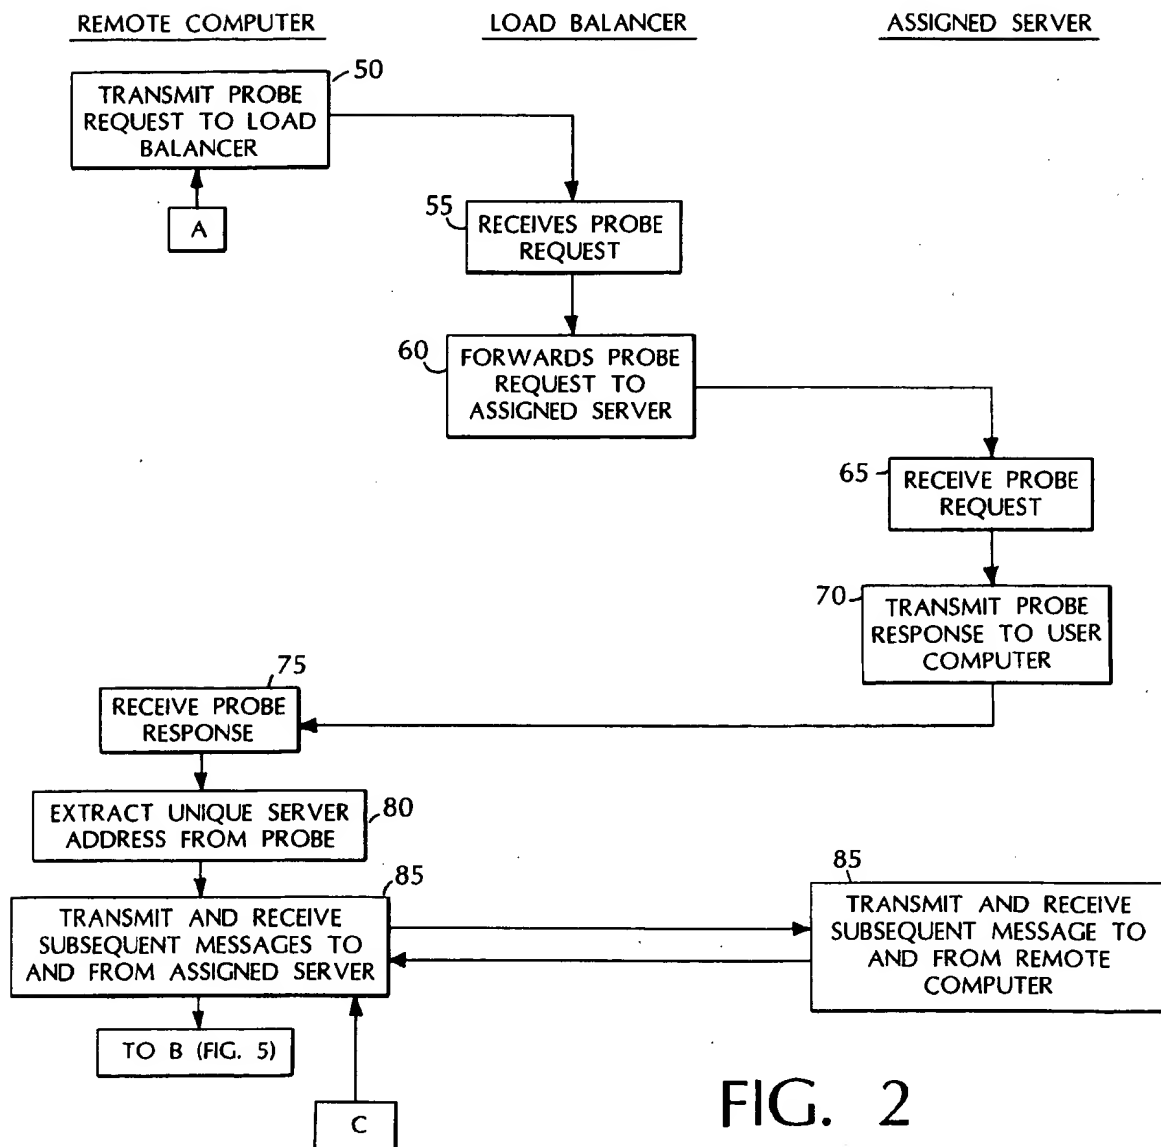 REMOTE COMPUTER
LOAD BALANCER
ASSIGNED SERVER
50
TRANSMIT PROBE
REQUEST TO LOAD
BALANCER
A
55
RECEIVES PROBE
REQUEST
60
FORWARDS PROBE
REQUEST TO
ASSIGNED SERVER
65
RECEIVE PROBE
REQUEST
70
TRANSMIT PROBE
RESPONSE TO USER
COMPUTER
75
RECEIVE PROBE
RESPONSE
80
EXTRACT UNIQUE SERVER
ADDRESS FROM PROBE
85
TRANSMIT AND RECEIVE
SUBSEQUENT MESSAGES TO
AND FROM ASSIGNED SERVER
85
TRANSMIT AND RECEIVE
SUBSEQUENT MESSAGE TO
AND FROM REMOTE
COMPUTER
TO B (FIG. 5)
C
FIG. 2